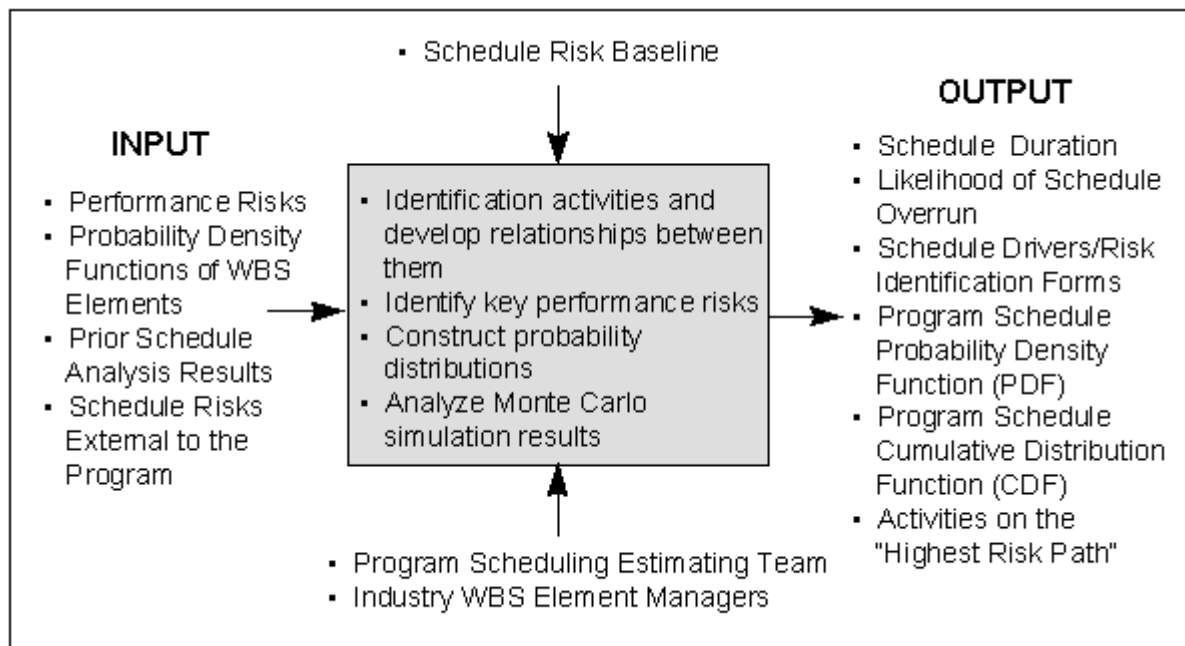 ▪ Schedule Risk Baseline
INPUT
▪ Performance Risks
▪ Probability Density
Functions of WBS
Elements
▪ Prior Schedule
Analysis Results
▪ Schedule Risks
External to the
Program
▪ Identification activities and
develop relationships between
them
▪ Identify key performance risks
▪ Construct probability
distributions
▪ Analyze Monte Carlo
simulation results
▪ Program Scheduling Estimating Team
▪ Industry WBS Element Managers
OUTPUT
▪ Schedule Duration
▪ Likelihood of Schedule
Overrun
▪ Schedule Drivers/Risk
Identification Forms
▪ Program Schedule
Probability Density
Function (PDF)
▪ Program Schedule
Cumulative Distribution
Function (CDF)
▪ Activities on the
"Highest Risk Path"